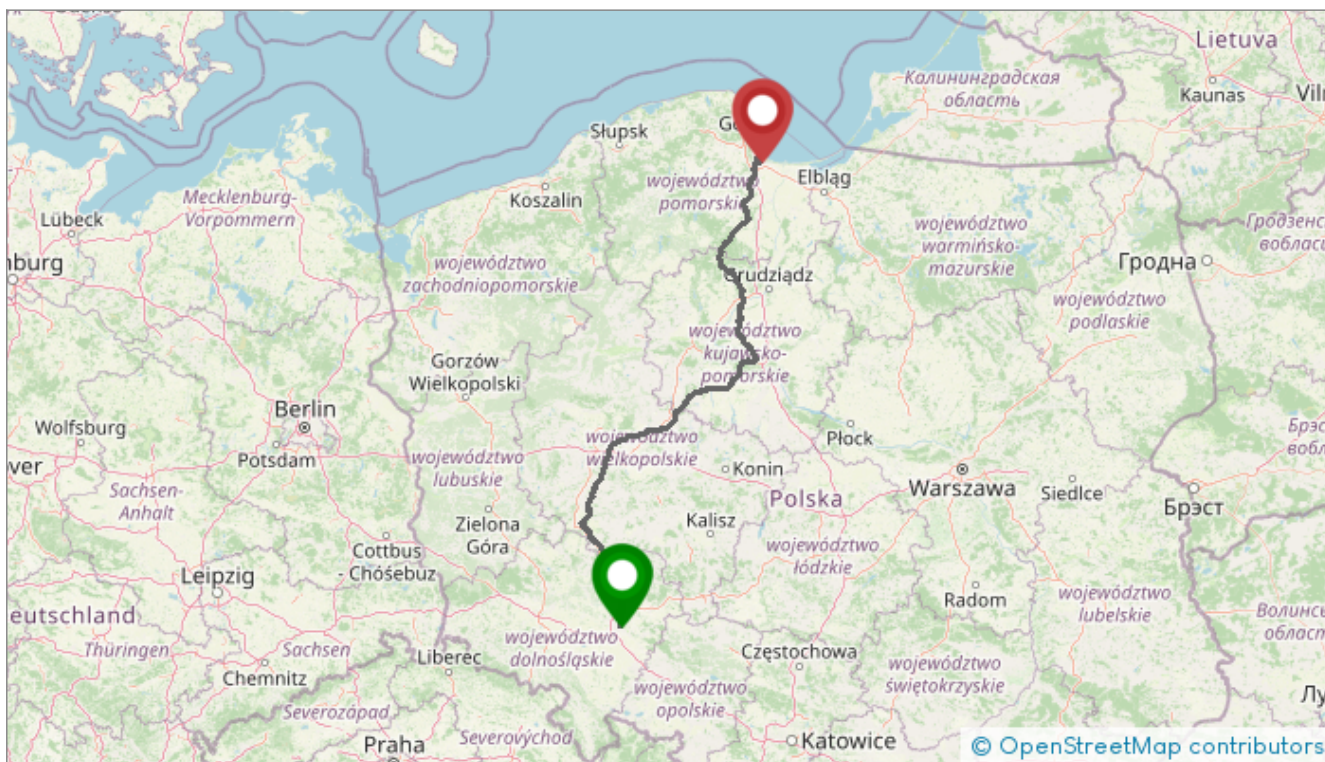 Lietuva
Калининградская
область
Kaunas
Słupsk
Elbląg
województwo
pomorskie
Koszalin
Mecklenburg-
Vorpommern
Lübeck
województwo
warmińsko-
mazurskie
województwo
zachodniopomorskie
Гродна
Grudziądz
województwo
podlaskie
województwo
kujawsko-
pomorskie
Gorzów
Wielkopolski
Berlin
Wolfsburg
Potsdam
województwo
lubuskie
województwo
wielkopolskie
Płock
Konin
Warszawa
Siedlce
Брэст
Sachsen-
Anhalt
Polska
Zielona
Góra
Kalisz
Cottbus
- Chóśebuz
województwo
łódzkie
Leipzig
Radom
województwo
lubelskie
Thüringen
Sachsen
Chemnitz
Liberec
województwo
dolnośląskie
Częstochowa
województwo
świętokrzyskie
województwo
opolskie
Severozápad
Severovýchod
Praha
Katowice
© OpenStreetMap contributors